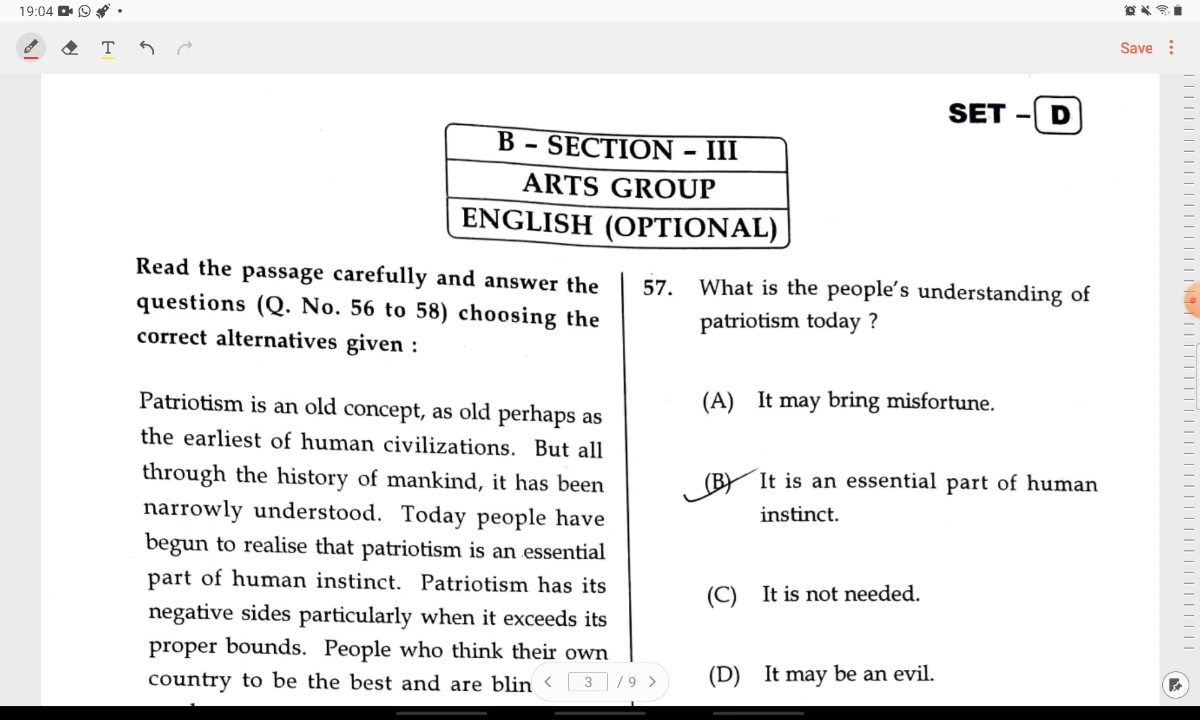 19:04
Save
SET - D
B - SECTION - III
ARTS GROUP
ENGLISH (OPTIONAL)
Read the passage carefully and answer the
questions (Q. No. 56 to 58) choosing the
correct alternatives given :
Patriotism is an old concept, as old perhaps as
the earliest of human civilizations. But all
through the history of mankind, it has been
narrowly understood. Today people have
begun to realise that patriotism is an essential
part of human instinct. Patriotism has its
negative sides particularly when it exceeds its
proper bounds. People who think their own
country to be the best and are blin
57. What is the people's understanding of
patriotism today ?
(A) It may bring misfortune.
(B) It is an essential part of human
instinct.
(C) It is not needed.
(D) It may be an evil.
3 / 9